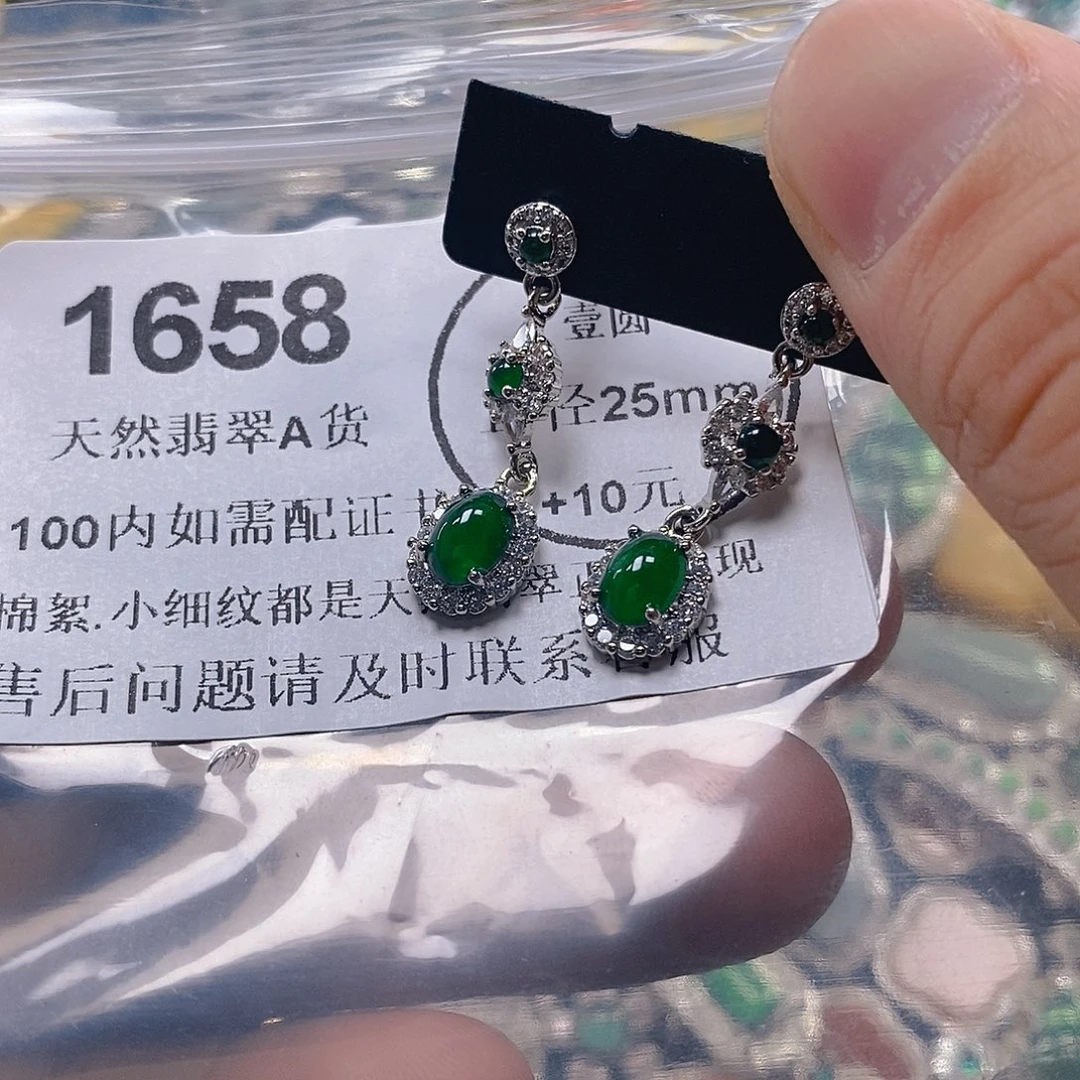 1658
壹圆
天然翡翠A货
径25mm
100内如需配证
+10元
棉絮.小细纹都是天
翠
现
售后问题请及时联系
服